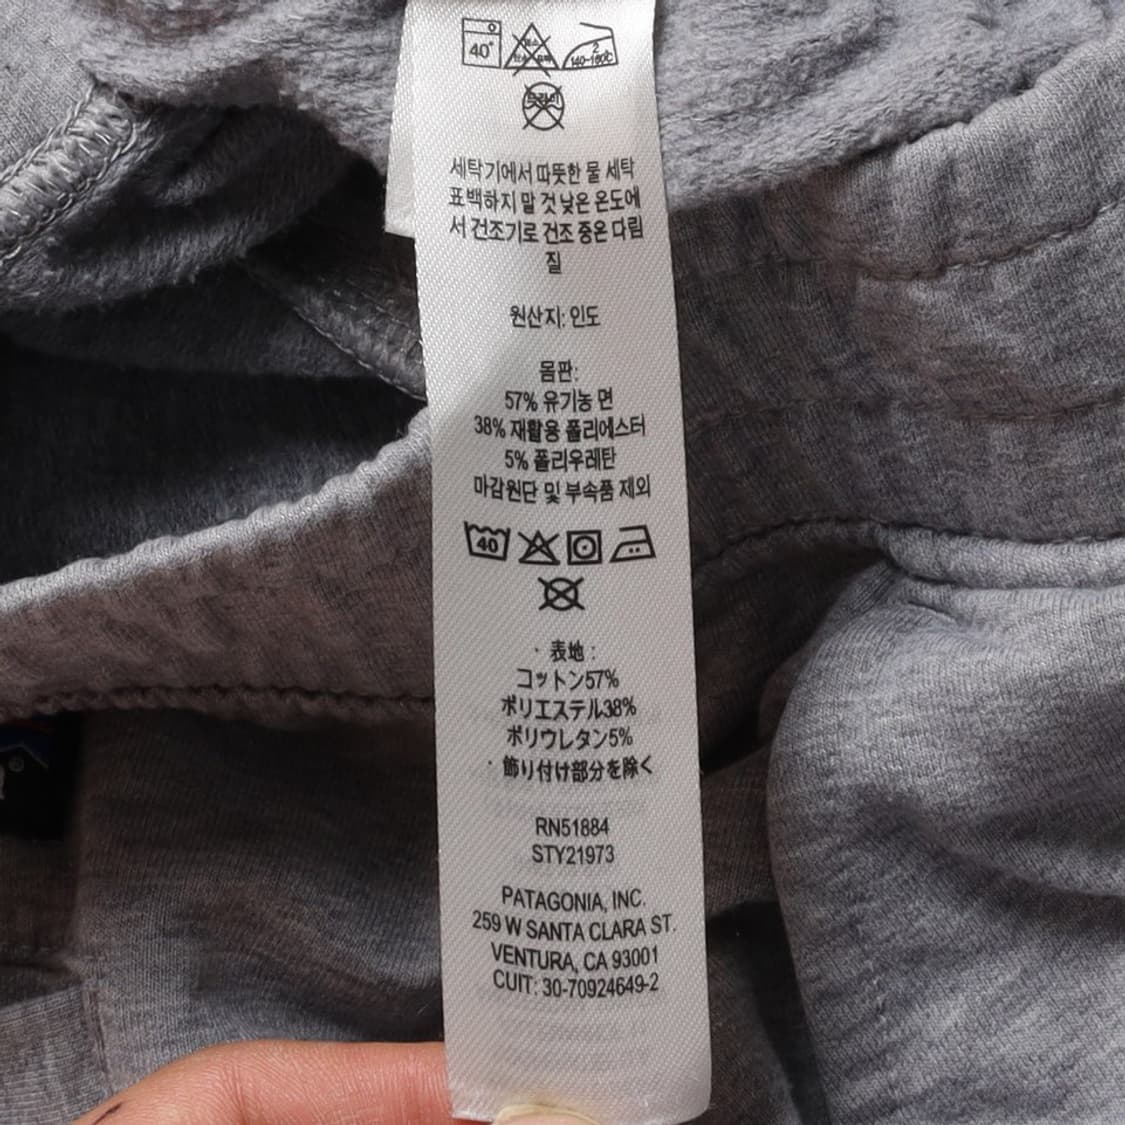 40°
2
140-160℃
드라이
세탁기에서 따뜻한 물 세탁
표백하지 말 것 낮은 온도에
서 건조기로 건조 중온 다림
질
원산지: 인도
몸판:
57% 유기농 면
38% 재활용 폴리에스터
5% 폴리우레탄
마감원단 및 부속품 제외
40
・表地：
コットン57%
ポリエステル38%
ポリウレタン5%
・飾り付け部分を除く
RN51884
STY21973
PATAGONIA, INC.
259 W SANTA CLARA ST.
VENTURA, CA 93001
CUIT: 30-70924649-2